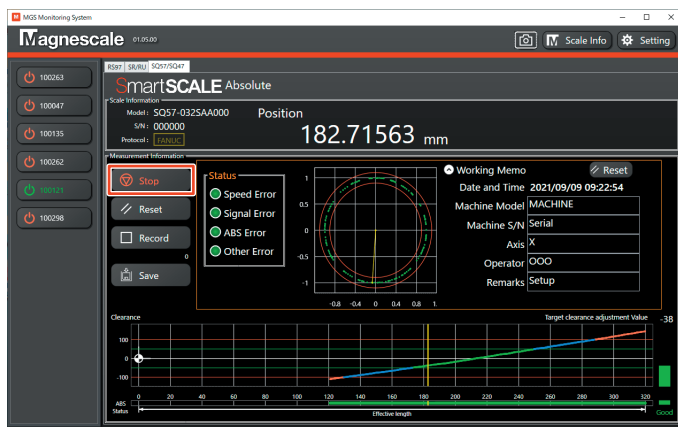 MGS Monitoring System
Magnescale 01.05.00
Scale Info
Setting
RS97 SR/RU SQ57/SQ47
100263
100047
100135
100262
100121
100298
SmartSCALE Absolute
Scale Information
Model: SQ57-032SAA000
S/N: 000000
Protocol: FANUC
Position
182.71563 mm
Measurement Information
Stop
Reset
Record
0
Save
Status
Speed Error
Signal Error
ABS Error
Other Error
1
0.5
0
-0.5
-1
-0.8 -0.4 0 0.4 0.8 1.
Working Memo
Reset
Date and Time 2021/09/09 09:22:54
Machine Model MACHINE
Machine S/N Serial
Axis X
Operator OOO
Remarks Setup
Clearance
Target clearance adjustment Value -38
100
0
-100
0 20 40 60 80 100 120 140 160 180 200 220 240 260 280 300 320
ABS
Status
Effective length
Good